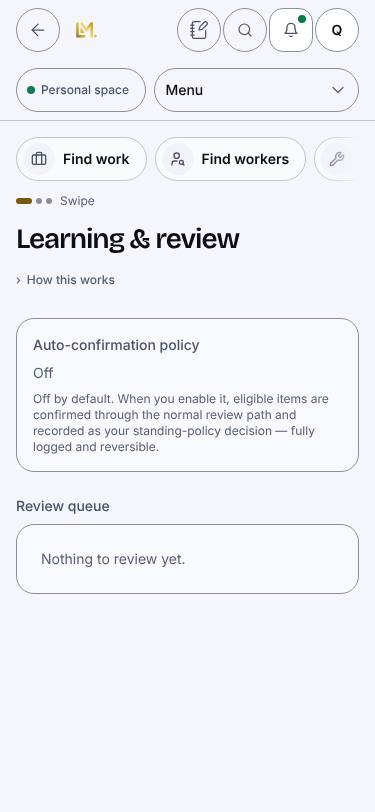 LM.
Q
Personal space
Menu
Find work
Find workers
Swipe
Learning & review
› How this works
Auto-confirmation policy
Off
Off by default. When you enable it, eligible items are
confirmed through the normal review path and
recorded as your standing-policy decision — fully
logged and reversible.
Review queue
Nothing to review yet.